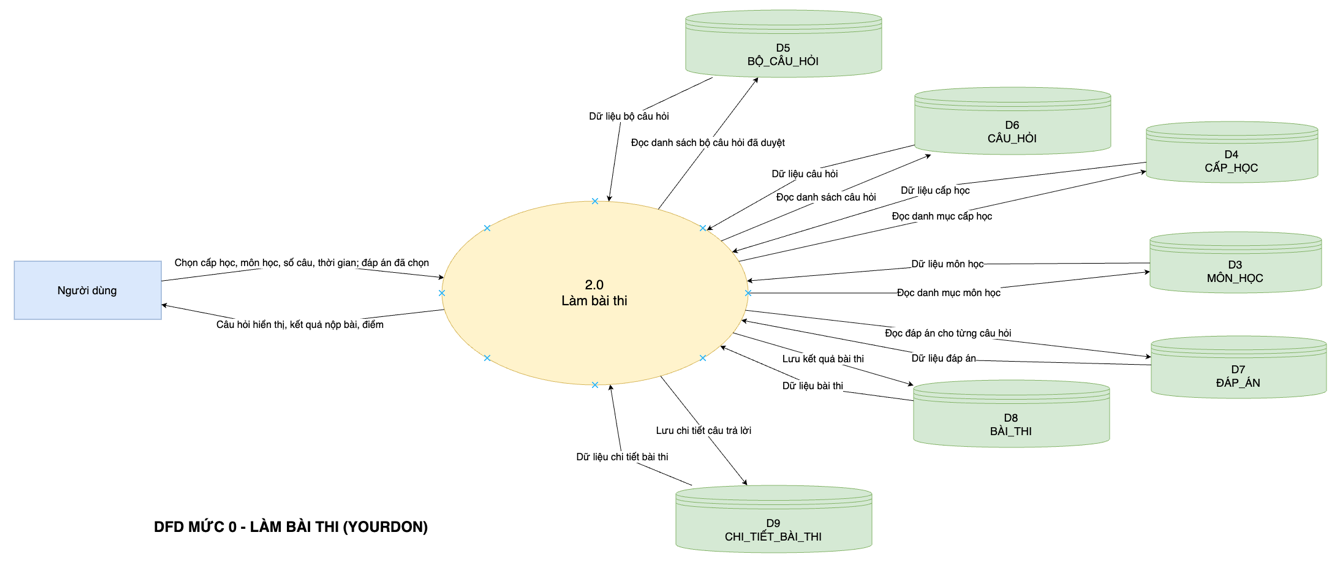 D5
BỘ_CÂU_HỎI
Dữ liệu bộ câu hỏi
Đọc danh sách bộ câu hỏi đã duyệt
D6
CÂU_HỎI
Dữ liệu câu hỏi
Đọc danh sách câu hỏi
D4
CẤP_HỌC
Dữ liệu cấp học
Đọc danh mục cấp học
Chọn cấp học, môn học, số câu, thời gian; đáp án đã chọn
Người dùng
Câu hỏi hiển thị, kết quả nộp bài, điểm
2.0
Làm bài thi
Dữ liệu môn học
D3
MÔN_HỌC
Đọc danh mục môn học
Đọc đáp án cho từng câu hỏi
Dữ liệu đáp án
D7
ĐÁP_ÁN
Lưu kết quả bài thi
Dữ liệu bài thi
D8
BÀI_THI
Lưu chi tiết câu trả lời
Dữ liệu chi tiết bài thi
D9
CHI_TIẾT_BÀI_THI
DFD MỨC 0 - LÀM BÀI THI (YOURDON)